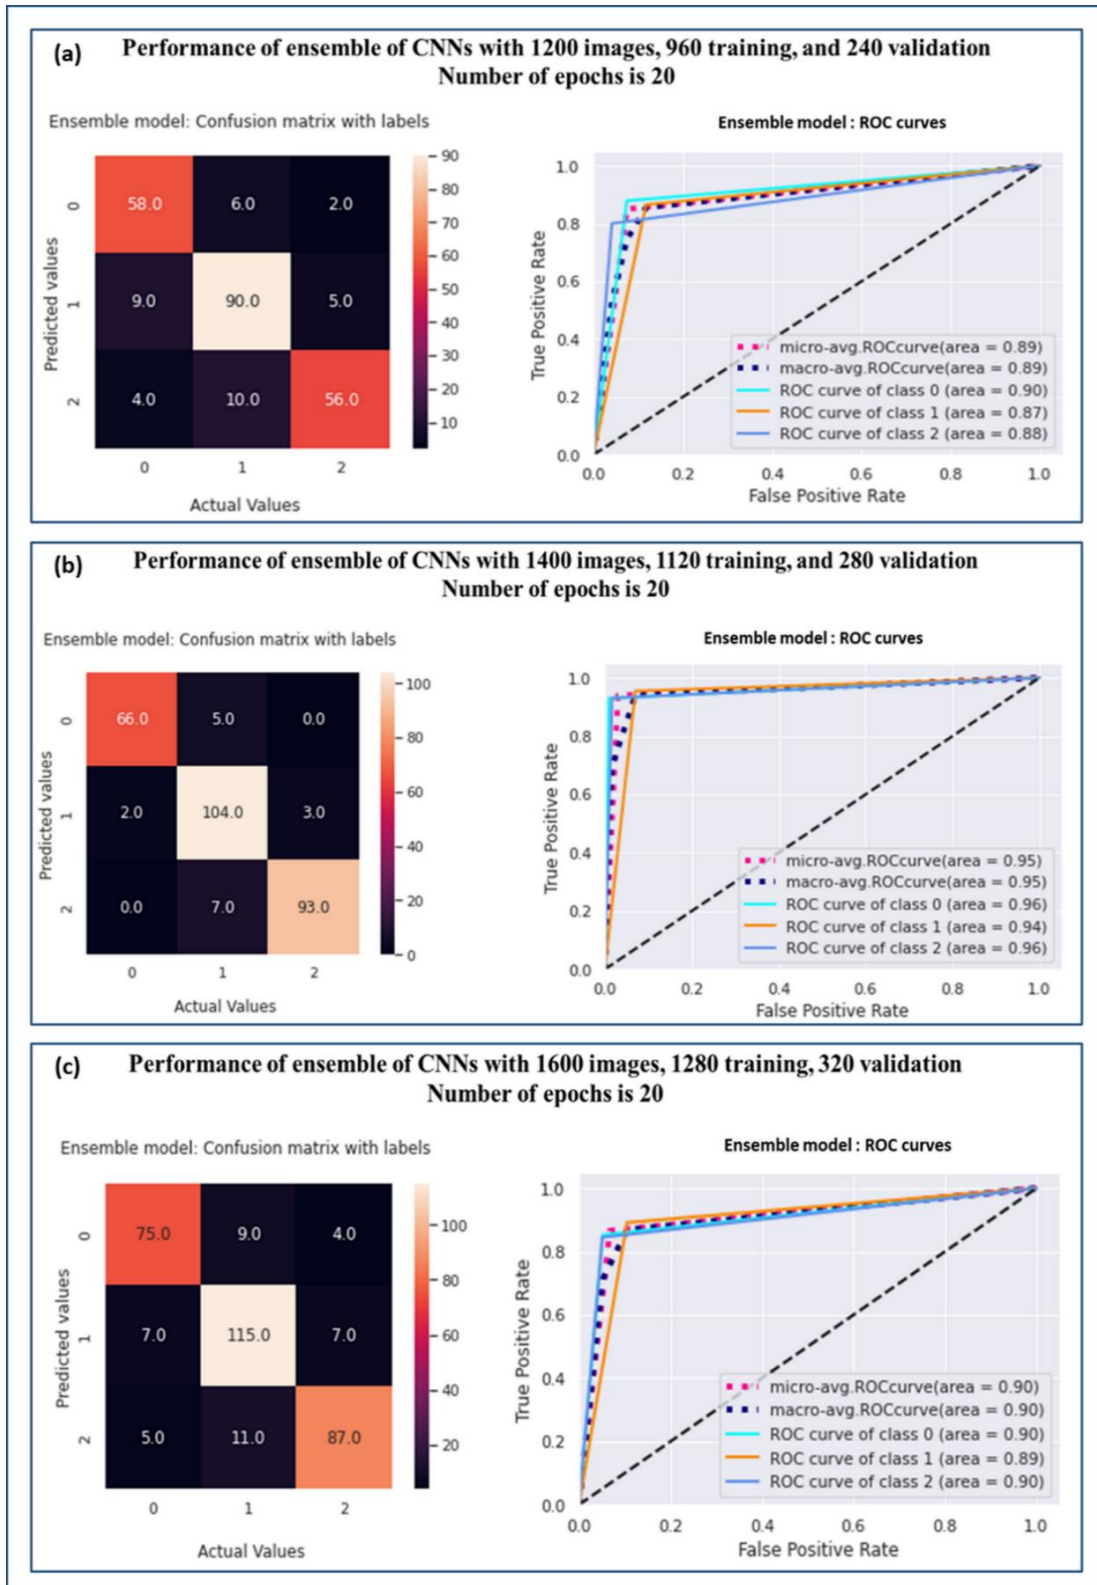 (a)
Performance of ensemble of CNNs with 1200 images, 960 training, and 240 validation
Number of epochs is 20
Ensemble model: Confusion matrix with labels
Predicted values
0
1
2
58.0 6.0 2.0
9.0 90.0 5.0
4.0 10.0 56.0
0 1 2
Actual Values
90
80
70
60
50
40
30
20
10
Ensemble model : ROC curves
True Positive Rate
1.0
0.8
0.6
0.4
0.2
0.0
micro-avg.ROCcurve(area = 0.89)
macro-avg.ROCcurve(area = 0.89)
ROC curve of class 0 (area = 0.90)
ROC curve of class 1 (area = 0.87)
ROC curve of class 2 (area = 0.88)
0.0 0.2 0.4 0.6 0.8 1.0
False Positive Rate
(b)
Performance of ensemble of CNNs with 1400 images, 1120 training, and 280 validation
Number of epochs is 20
Ensemble model: Confusion matrix with labels
Predicted values
0
1
2
66.0 5.0 0.0
2.0 104.0 3.0
0.0 7.0 93.0
0 1 2
Actual Values
100
80
60
40
20
0
Ensemble model : ROC curves
True Positive Rate
1.0
0.8
0.6
0.4
0.2
0.0
micro-avg.ROCcurve(area = 0.95)
macro-avg.ROCcurve(area = 0.95)
ROC curve of class 0 (area = 0.96)
ROC curve of class 1 (area = 0.94)
ROC curve of class 2 (area = 0.96)
0.0 0.2 0.4 0.6 0.8 1.0
False Positive Rate
(c)
Performance of ensemble of CNNs with 1600 images, 1280 training, 320 validation
Number of epochs is 20
Ensemble model: Confusion matrix with labels
Predicted values
0
1
2
75.0 9.0 4.0
7.0 115.0 7.0
5.0 11.0 87.0
0 1 2
Actual Values
100
80
60
40
20
Ensemble model : ROC curves
True Positive Rate
1.0
0.8
0.6
0.4
0.2
0.0
micro-avg.ROCcurve(area = 0.90)
macro-avg.ROCcurve(area = 0.90)
ROC curve of class 0 (area = 0.90)
ROC curve of class 1 (area = 0.89)
ROC curve of class 2 (area = 0.90)
0.0 0.2 0.4 0.6 0.8 1.0
False Positive Rate